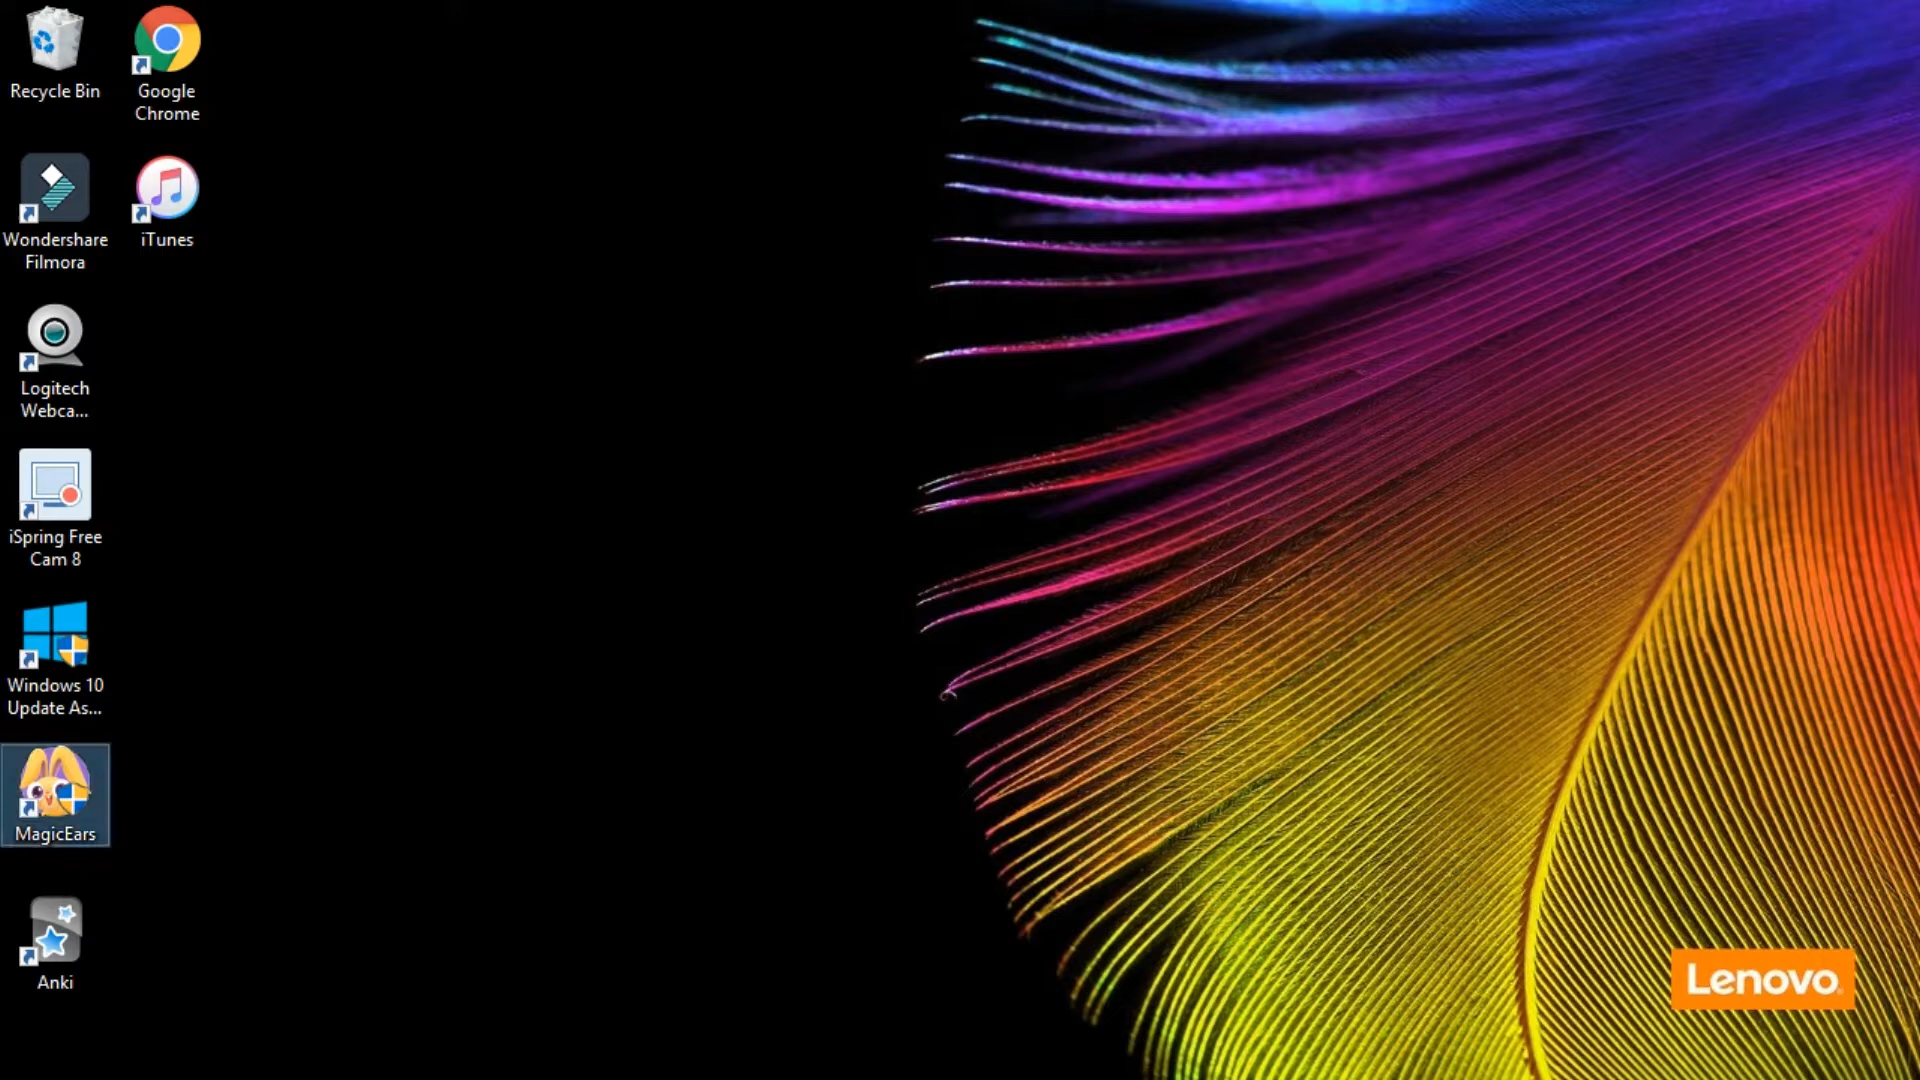 Recycle Bin
Google
Chrome
Wondershare
Filmora
iTunes
Logitech
Webca...
iSpring Free
Cam 8
Windows 10
Update As...
MagicEars
Anki
Lenovo